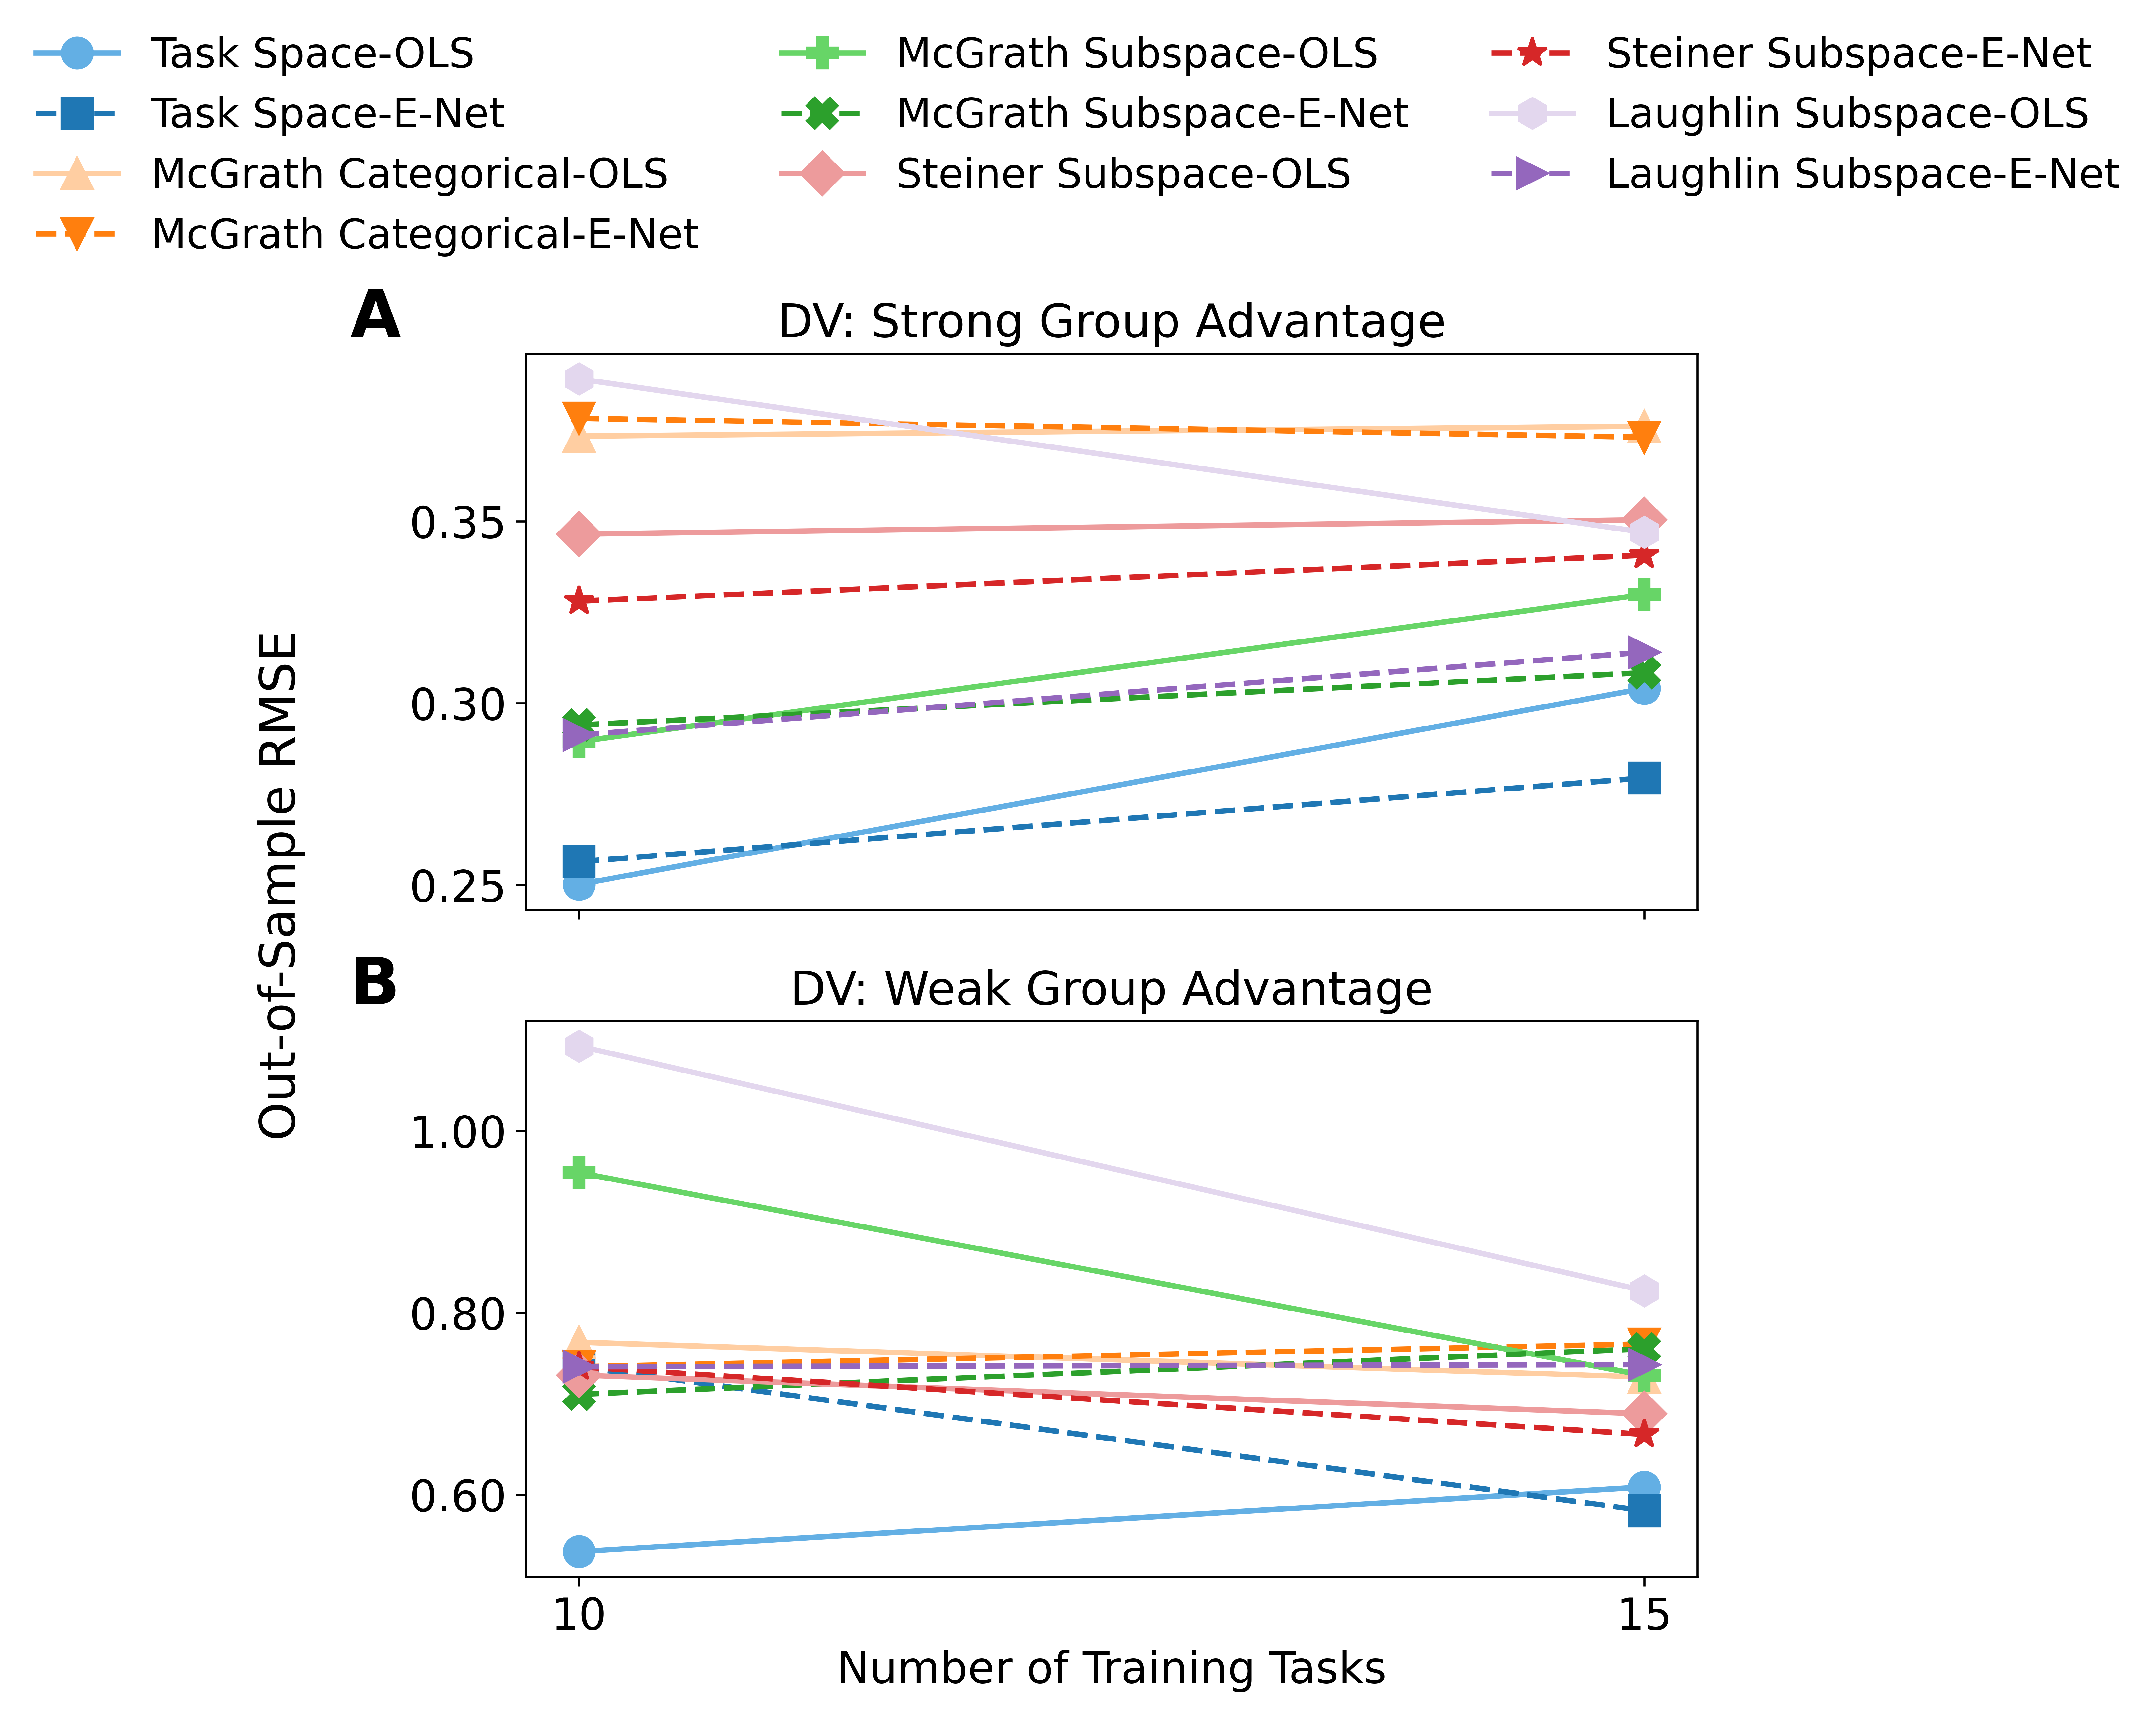 Task Space-OLS
Task Space-E-Net
McGrath Categorical-OLS
McGrath Categorical-E-Net
McGrath Subspace-OLS
McGrath Subspace-E-Net
Steiner Subspace-OLS
Steiner Subspace-E-Net
Laughlin Subspace-OLS
Laughlin Subspace-E-Net
A
DV: Strong Group Advantage
0.35
0.30
0.25
Out-of-Sample RMSE
B
DV: Weak Group Advantage
1.00
0.80
0.60
10
15
Number of Training Tasks